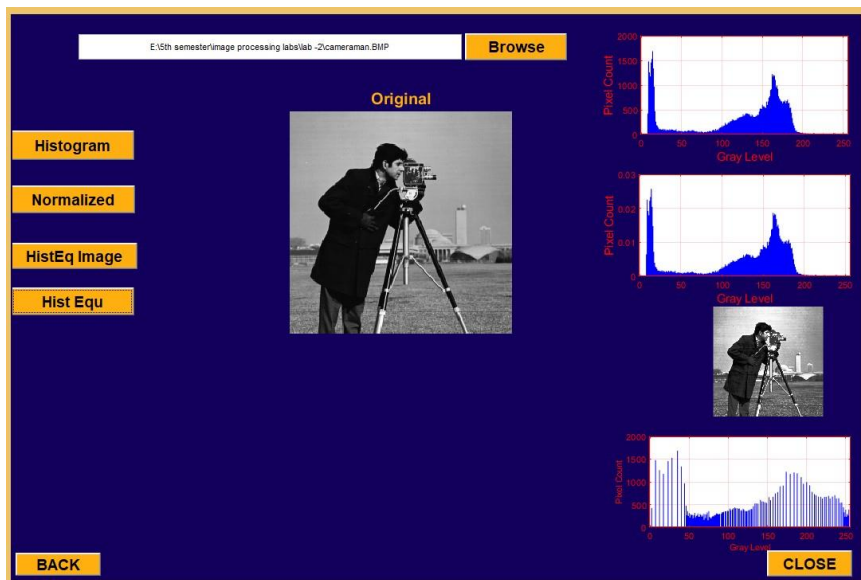 E:\5th semester\image processing labs\lab -2\cameraman.BMP
Browse
Original
Histogram
Normalized
HistEq Image
Hist Equ
BACK
2000
1500
1000
500
0
Pixel Count
0 50 100 150 200 250
Gray Level
0.03
0.02
0.01
0
Pixel Count
0 50 100 150 200 250
Gray Level
2000
1500
1000
500
0
Pixel Count
0 50 100 150 200 250
Gray Level
CLOSE